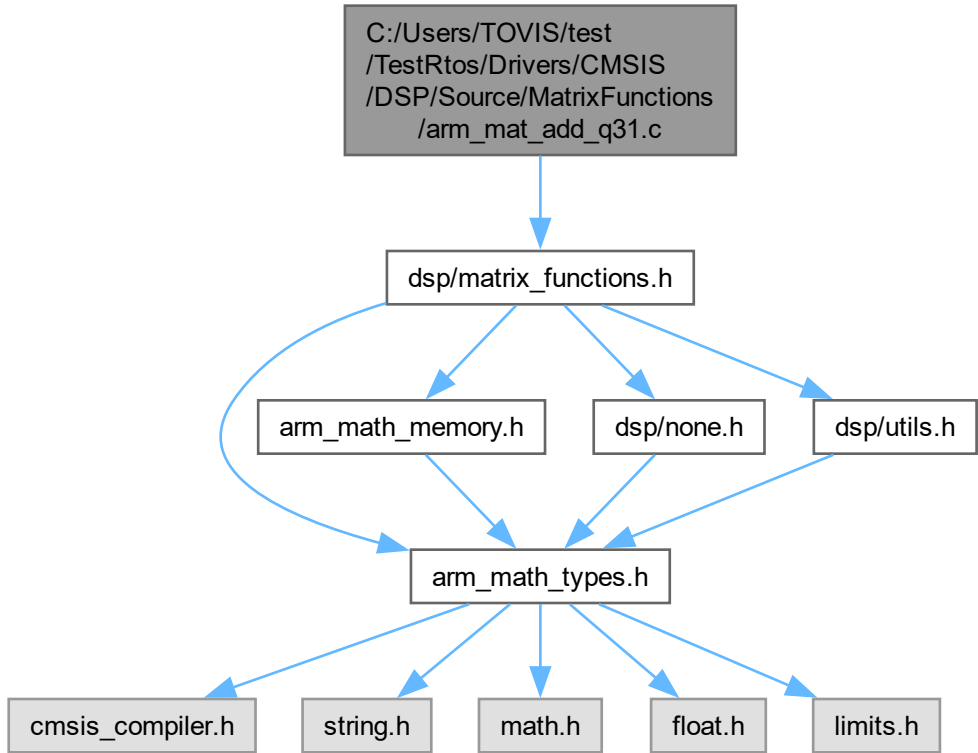 C:/Users/TOVIS/test
/TestRtos/Drivers/CMSIS
/DSP/Source/MatrixFunctions
/arm_mat_add_q31.c
dsp/matrix_functions.h
arm_math_memory.h
dsp/none.h
dsp/utils.h
arm_math_types.h
cmsis_compiler.h
string.h
math.h
float.h
limits.h